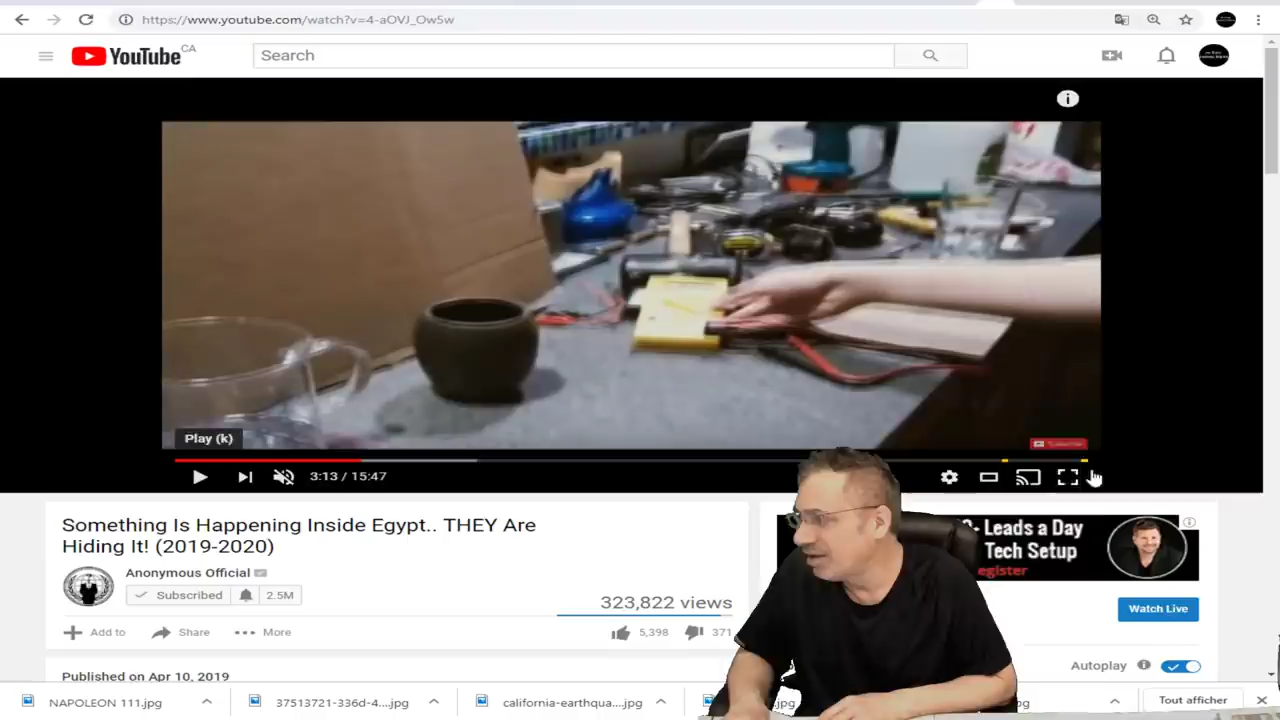 https://www.youtube.com/watch?v=4-aOVJ_Ow5w
YouTube CA
Search
i
Play (k)
3:13 / 15:47
Something Is Happening Inside Egypt.. THEY Are
Hiding It! (2019-2020)
Anonymous Official
Subscribed 2.5M
323,822 views
Add to Share More 5,398 371
Published on Apr 10, 2019
Leads a Day
Tech Setup
egister
Watch Live
Autoplay
NAPOLEON 111.jpg 37513721-336d-4....jpg california-earthqua....jpg Tout afficher